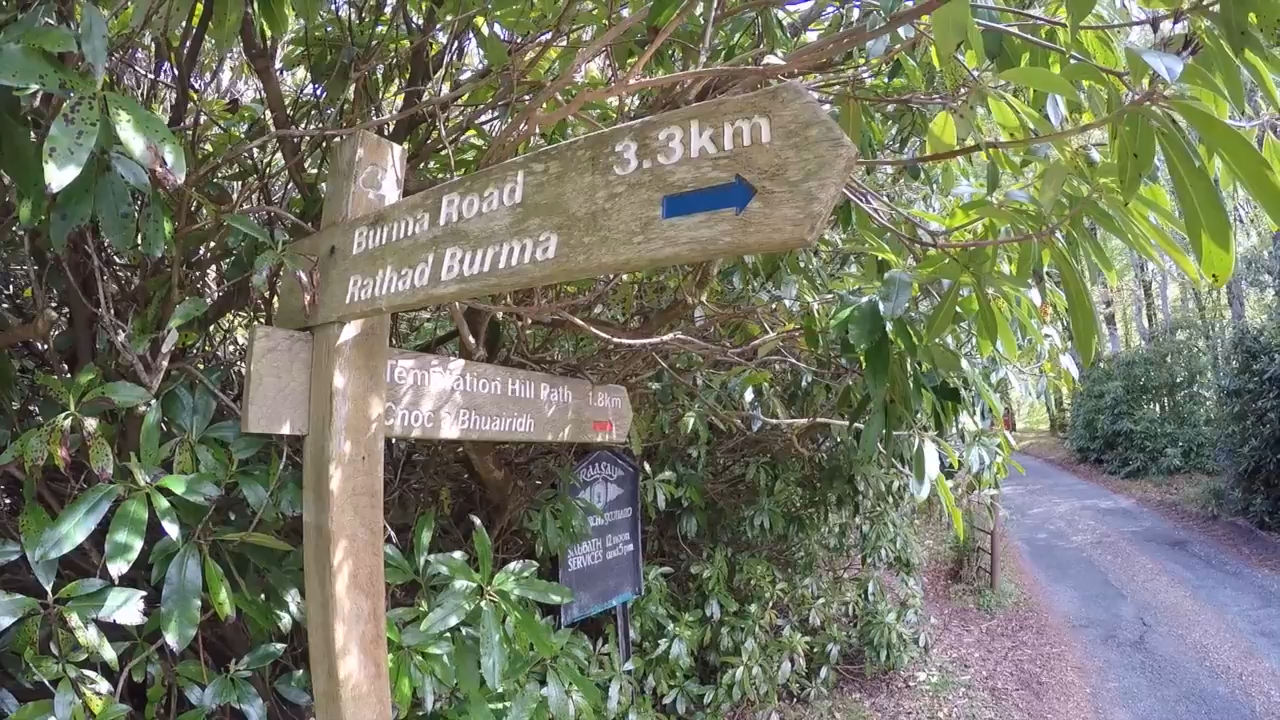 Burma Road 3.3km
Rathad Burma
Temptation Hill Path 1.8km
Cnoc a Bhuairidh
Raasay
SCOTLAND
SABBATH 12 noon
SERVICES and 5pm